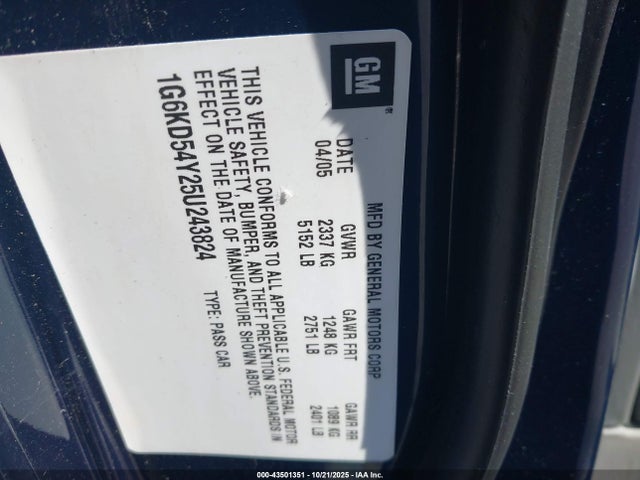 GM
MFD BY GENERAL MOTORS CORP
DATE GVWR GAWR FRT GAWR RR
04/05 2337 KG 1248 KG 1089 KG
5152 LB 2751 LB 2401 LB
THIS VEHICLE CONFORMS TO ALL APPLICABLE U.S. FEDERAL MOTOR
VEHICLE SAFETY, BUMPER, AND THEFT PREVENTION STANDARDS IN
EFFECT ON THE DATE OF MANUFACTURE SHOWN ABOVE.
1G6KD54Y25U243824 TYPE: PASS CAR
000-43501351 - 10/21/2025 - IAAI.COM